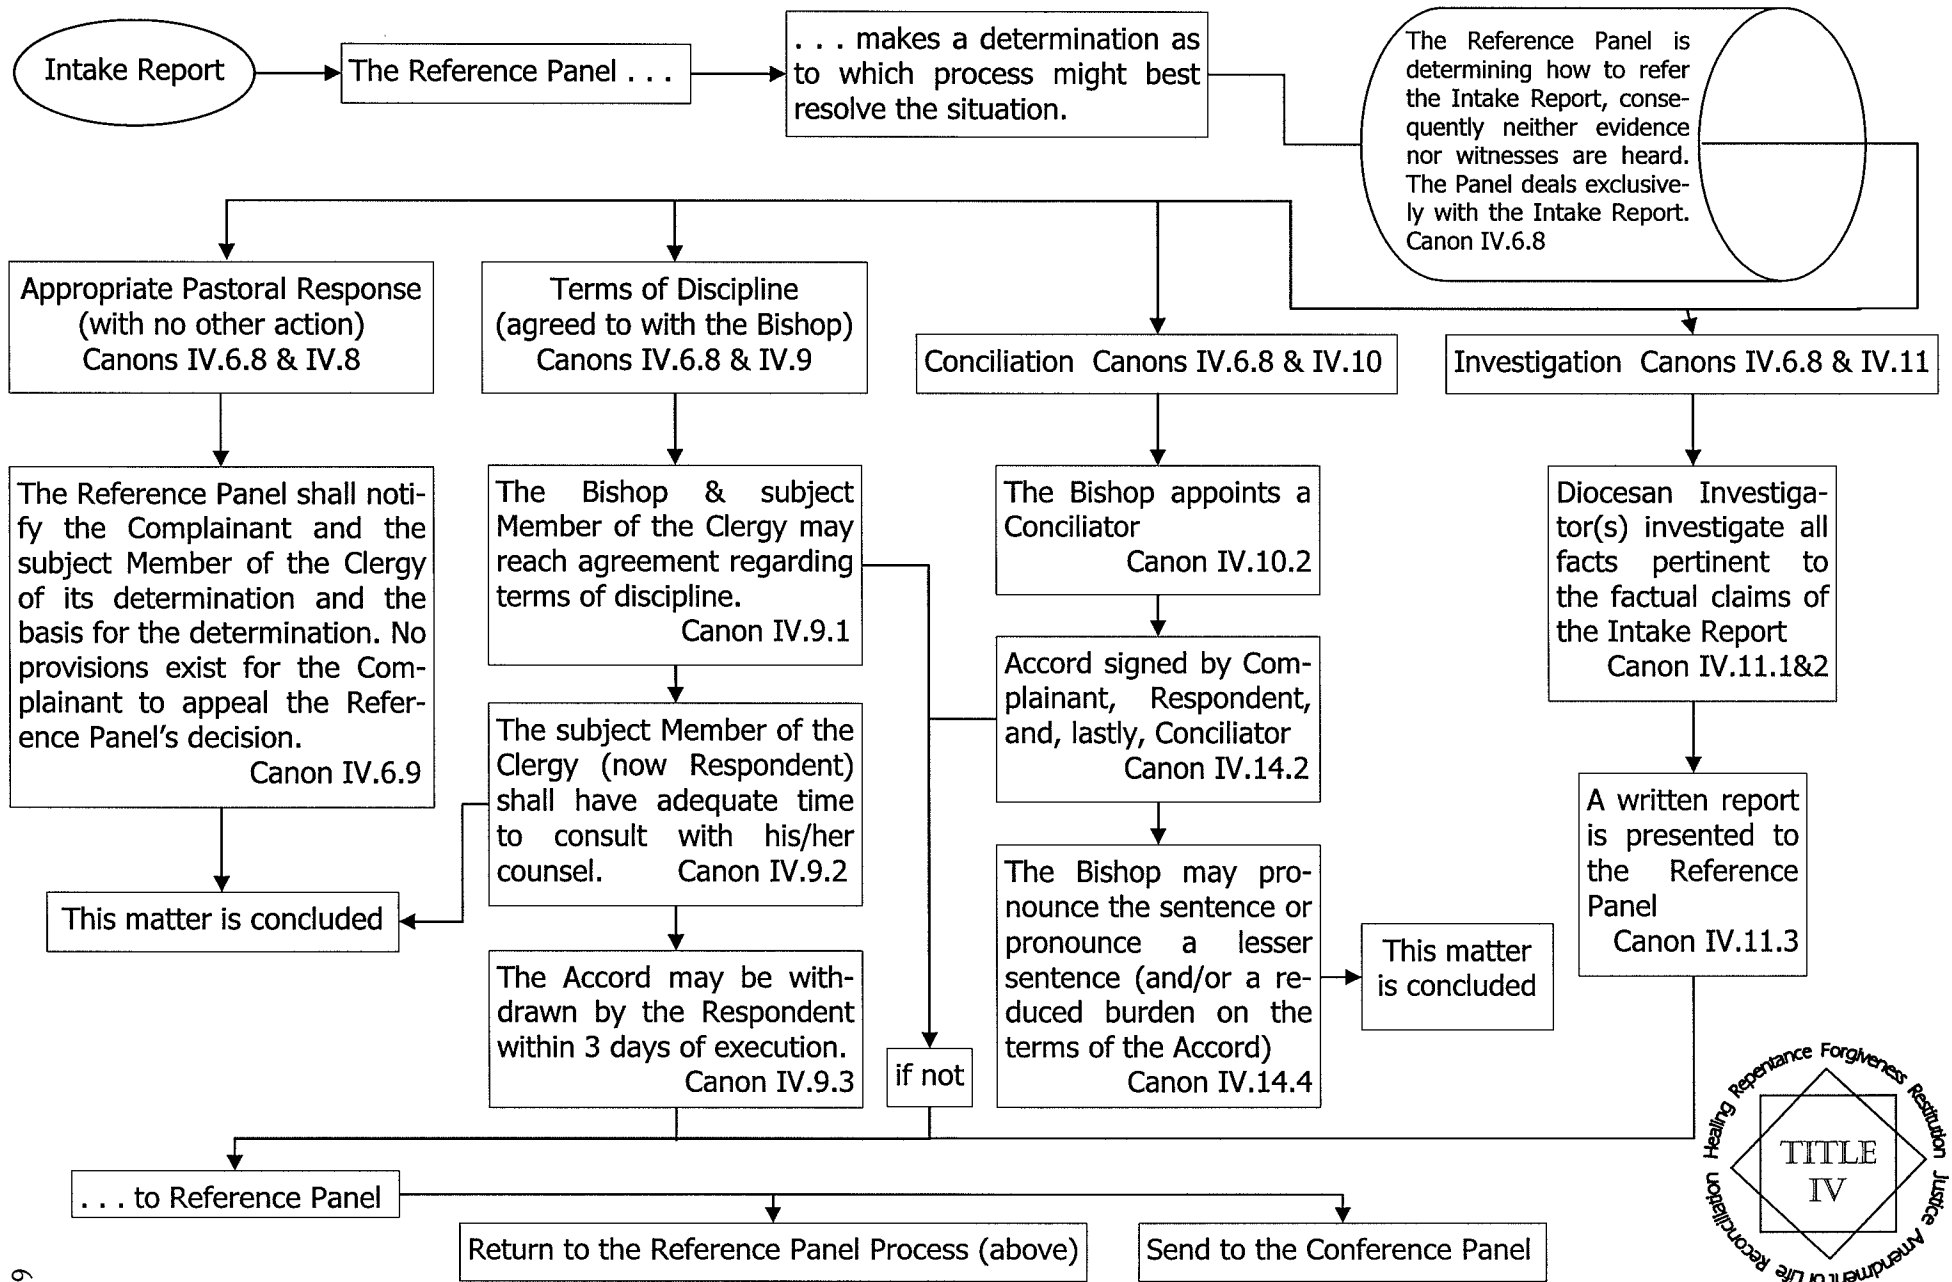 Intake Report
The Reference Panel . . .
. . . makes a determination as
to which process might best
resolve the situation.
The Reference Panel is
determining how to refer
the Intake Report, conse-
quently neither evidence
nor witnesses are heard.
The Panel deals exclusive-
ly with the Intake Report.
Canon IV.6.8
Appropriate Pastoral Response
(with no other action)
Canons IV.6.8 & IV.8
Terms of Discipline
(agreed to with the Bishop)
Canons IV.6.8 & IV.9
Conciliation Canons IV.6.8 & IV.10
Investigation Canons IV.6.8 & IV.11
The Reference Panel shall noti-
fy the Complainant and the
subject Member of the Clergy
of its determination and the
basis for the determination. No
provisions exist for the Com-
plainant to appeal the Refer-
ence Panel's decision.
Canon IV.6.9
This matter is concluded
The Bishop & subject
Member of the Clergy may
reach agreement regarding
terms of discipline.
Canon IV.9.1
The subject Member of the
Clergy (now Respondent)
shall have adequate time
to consult with his/her
counsel. Canon IV.9.2
The Accord may be with-
drawn by the Respondent
within 3 days of execution.
Canon IV.9.3
if not
The Bishop appoints a
Conciliator
Canon IV.10.2
Accord signed by Com-
plainant, Respondent,
and, lastly, Conciliator
Canon IV.14.2
The Bishop may pro-
nounce the sentence or
pronounce a lesser
sentence (and/or a re-
duced burden on the
terms of the Accord)
Canon IV.14.4
This matter
is concluded
Diocesan Investiga-
tor(s) investigate all
facts pertinent to
the factual claims of
the Intake Report
Canon IV.11.1&2
A written report
is presented to
the Reference
Panel
Canon IV.11.3
. . . to Reference Panel
Return to the Reference Panel Process (above)
Send to the Conference Panel
Healing Repentance Forgiveness Restitution Justice Amendment of Life Reconciliation
TITLE
IV
6